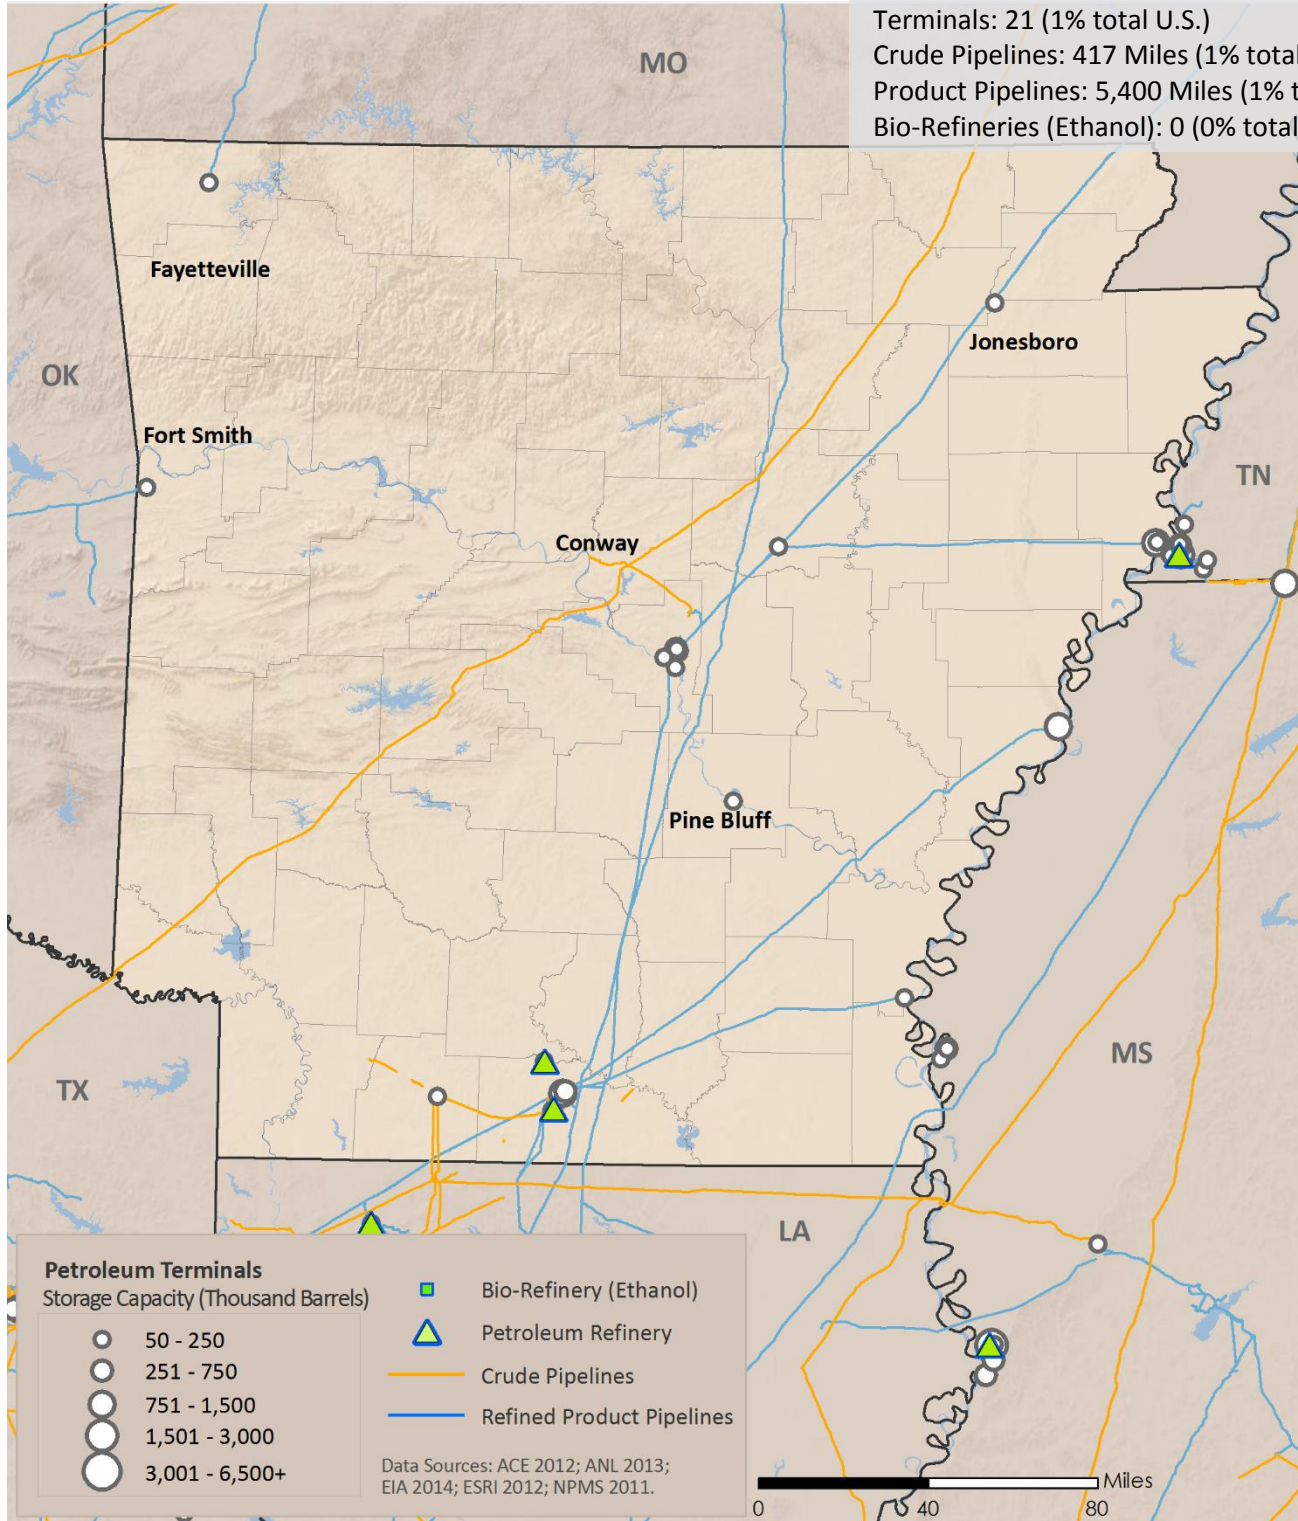 Terminals: 21 (1% total U.S.)
Crude Pipelines: 417 Miles (1% total
Product Pipelines: 5,400 Miles (1% t
Bio-Refineries (Ethanol): 0 (0% total
MO
Fayetteville
Jonesboro
OK
Fort Smith
TN
Conway
Pine Bluff
MS
TX
LA
Petroleum Terminals
Storage Capacity (Thousand Barrels)
50 - 250
251 - 750
751 - 1,500
1,501 - 3,000
3,001 - 6,500+
Bio-Refinery (Ethanol)
Petroleum Refinery
Crude Pipelines
Refined Product Pipelines
Data Sources: ACE 2012; ANL 2013;
EIA 2014; ESRI 2012; NPMS 2011.
Miles
0 40 80